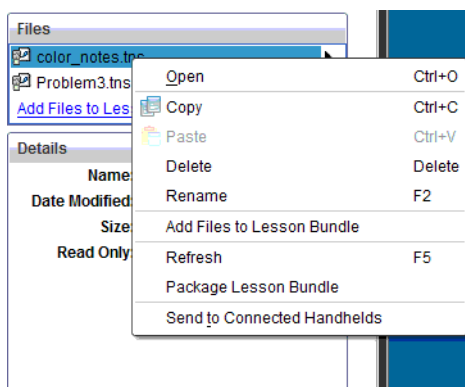 Files
color_notes.tns
Problem3.tns
Add Files to Les
Details
Name:
Date Modified:
Size:
Read Only:
Open Ctrl+O
Copy Ctrl+C
Paste Ctrl+V
Delete Delete
Rename F2
Add Files to Lesson Bundle
Refresh F5
Package Lesson Bundle
Send to Connected Handhelds